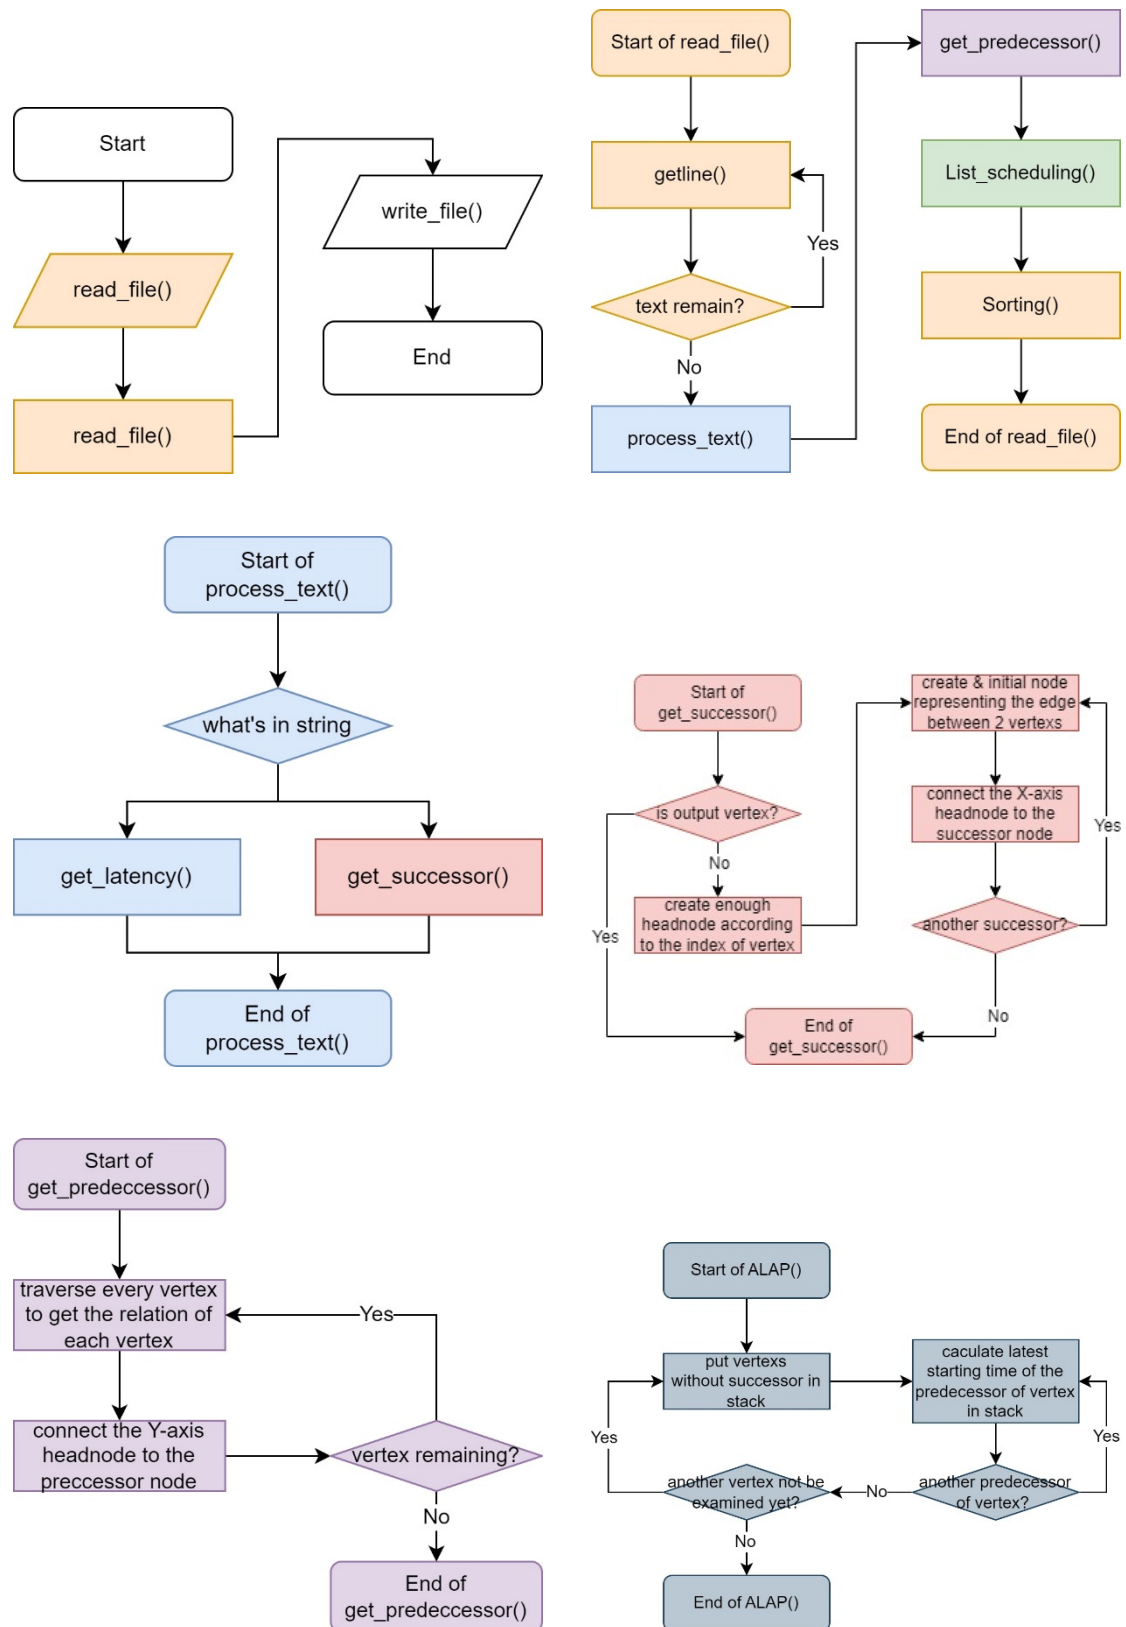 Start
read_file()
read_file()
write_file()
End
Start of read_file()
getline()
Yes
text remain?
No
process_text()
get_predecessor()
List_scheduling()
Sorting()
End of read_file()
Start of
process_text()
what's in string
get_latency()
get_successor()
End of
process_text()
Start of
get_successor()
is output vertex?
No
Yes
create enough
headnode according
to the index of vertex
create & initial node
representing the edge
between 2 vertexs
connect the X-axis
headnode to the
successor node
Yes
another successor?
No
End of
get_successor()
Start of
get_predeccessor()
traverse every vertex
to get the relation of
each vertex
Yes
connect the Y-axis
headnode to the
preccessor node
vertex remaining?
No
End of
get_predeccessor()
Start of ALAP()
put vertexs
without successor in
stack
caculate latest
starting time of the
predecessor of vertex
in stack
Yes
Yes
another predecessor
of vertex?
No
another vertex not be
examined yet?
No
End of ALAP()